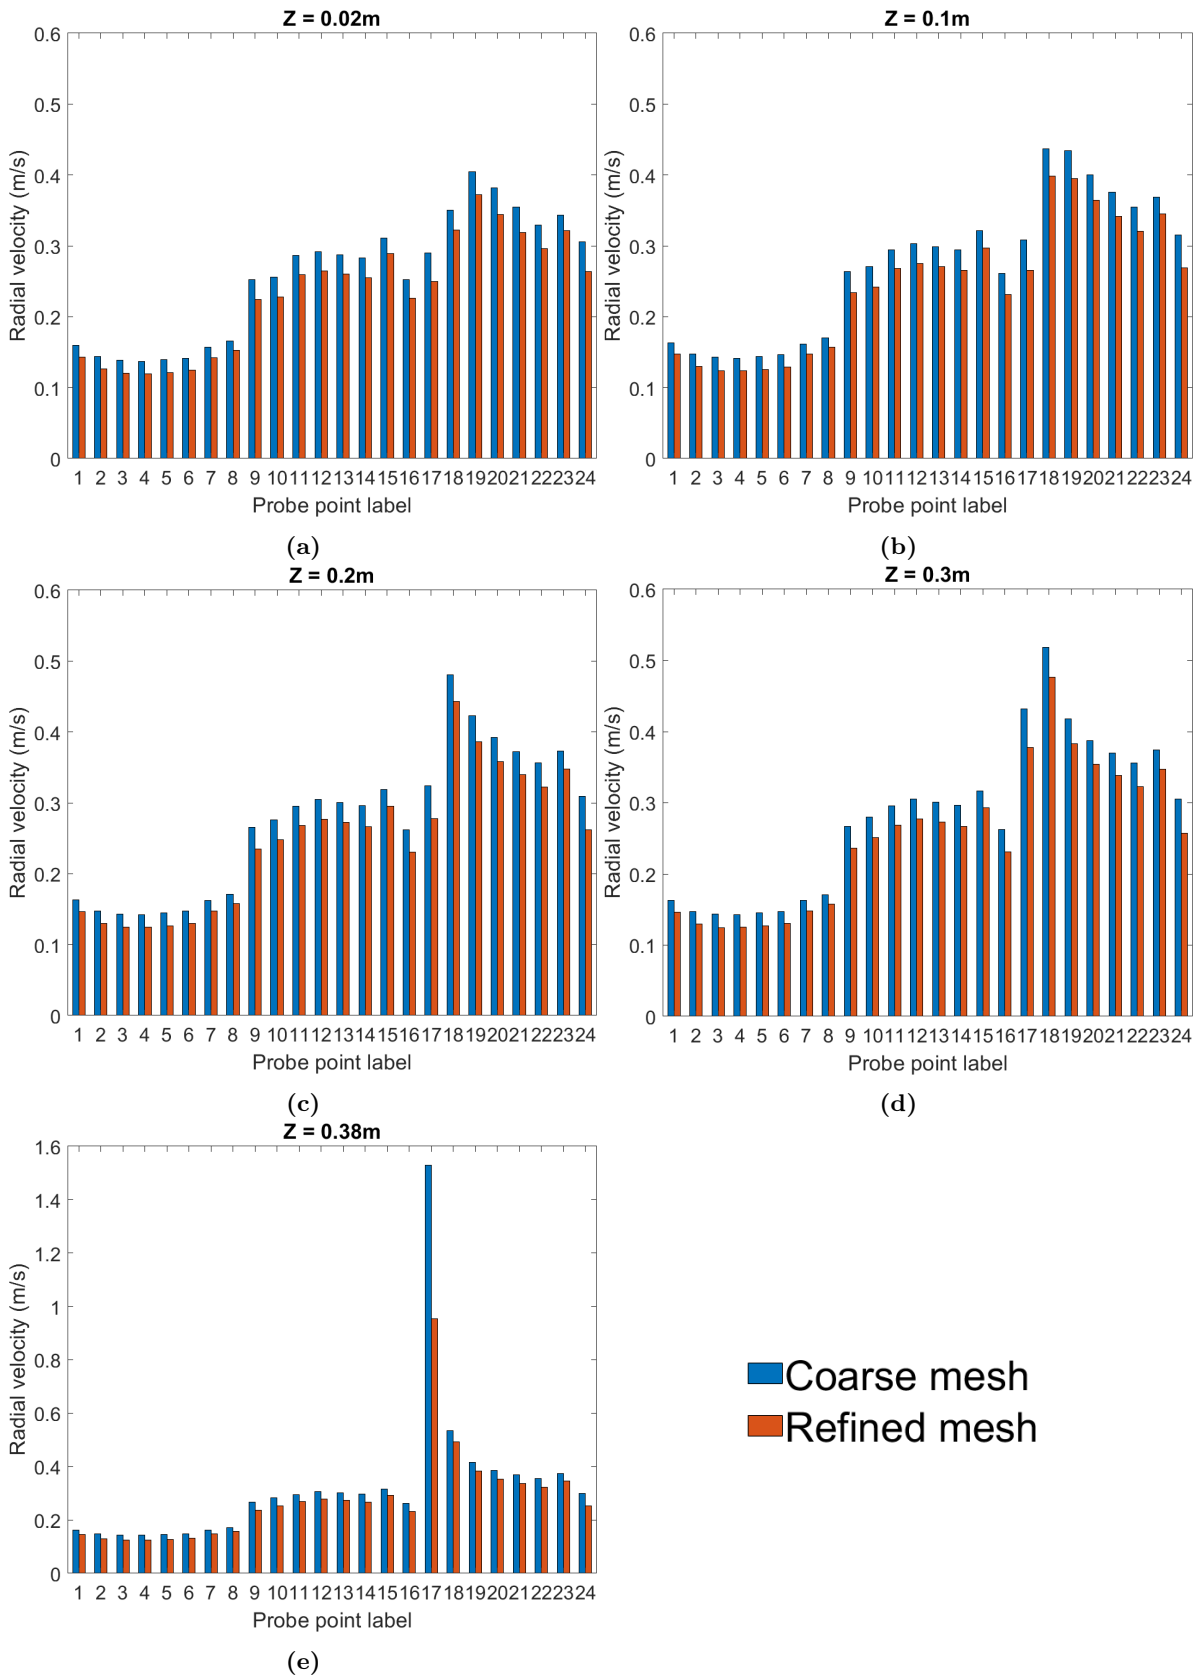 Z = 0.02m
0.6
0.5
0.4
0.3
0.2
0.1
0
Radial velocity (m/s)
1 2 3 4 5 6 7 8 9 10 11 12 13 14 15 16 17 18 19 20 21 22 23 24
Probe point label
(a)
Z = 0.1m
0.6
0.5
0.4
0.3
0.2
0.1
0
Radial velocity (m/s)
1 2 3 4 5 6 7 8 9 10 11 12 13 14 15 16 17 18 19 20 21 22 23 24
Probe point label
(b)
Z = 0.2m
0.6
0.5
0.4
0.3
0.2
0.1
0
Radial velocity (m/s)
1 2 3 4 5 6 7 8 9 10 11 12 13 14 15 16 17 18 19 20 21 22 23 24
Probe point label
(c)
Z = 0.3m
0.6
0.5
0.4
0.3
0.2
0.1
0
Radial velocity (m/s)
1 2 3 4 5 6 7 8 9 10 11 12 13 14 15 16 17 18 19 20 21 22 23 24
Probe point label
(d)
Z = 0.38m
1.6
1.4
1.2
1
0.8
0.6
0.4
0.2
0
Radial velocity (m/s)
1 2 3 4 5 6 7 8 9 10 11 12 13 14 15 16 17 18 19 20 21 22 23 24
Probe point label
(e)
Coarse mesh
Refined mesh